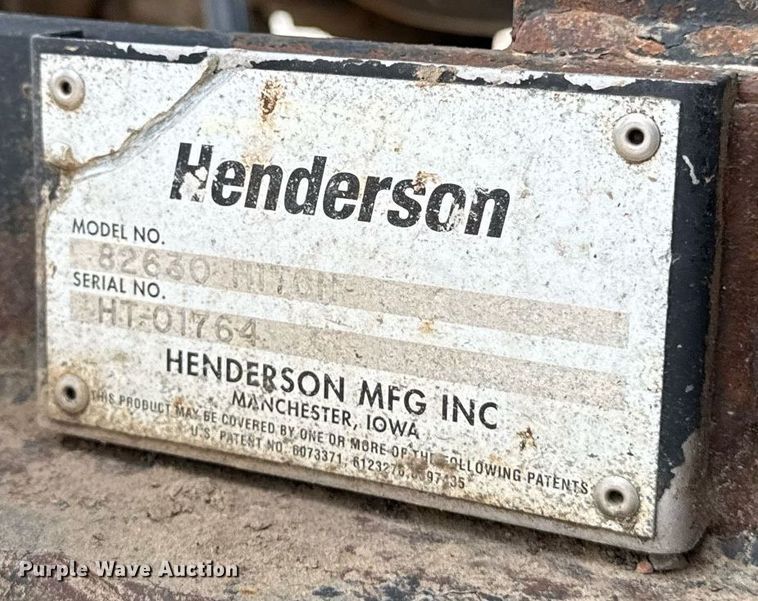 Henderson
MODEL NO.
82630
SERIAL NO.
HT-01764
HENDERSON MFG INC
MANCHESTER, IOWA
THIS PRODUCT MAY BE COVERED BY ONE OR MORE OF THE FOLLOWING PATENTS
U.S. PATENT NO. 6073371,
Purple Wave Auction